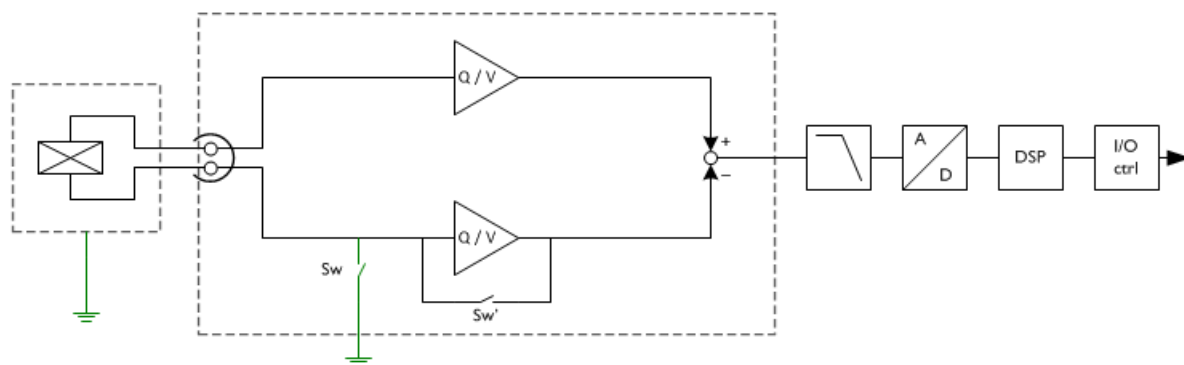 Q / V
+
−
A
D
DSP
I/O
ctrl
Q / V
Sw
Sw'